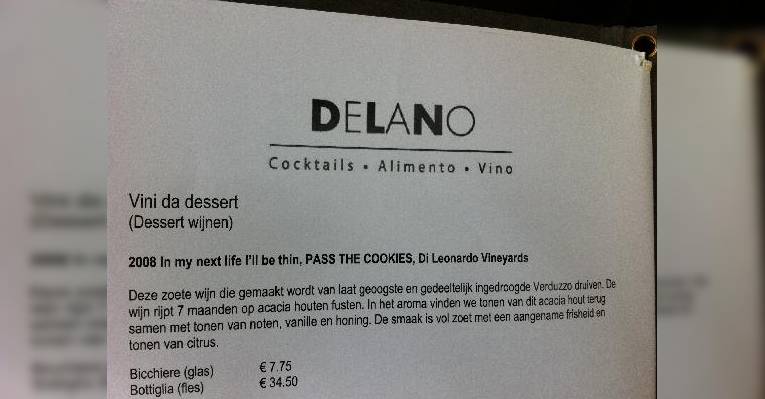 DELANO
Cocktails • Alimento • Vino
Vini da dessert
(Dessert wijnen)
2008 In my next life I'll be thin, PASS THE COOKIES, Di Leonardo Vineyards
Deze zoete wijn die gemaakt wordt van laat geoogste en gedeeltelijk ingedroogde Verduzzo druiven. De
wijn rijpt 7 maanden op acacia houten fusten. In het aroma vinden we tonen van dit acacia hout terug
samen met tonen van noten, vanille en honing. De smaak is vol zoet met een aangename frisheid en
tonen van citrus.
Bicchiere (glas) € 7.75
Bottiglia (fles) € 34.50